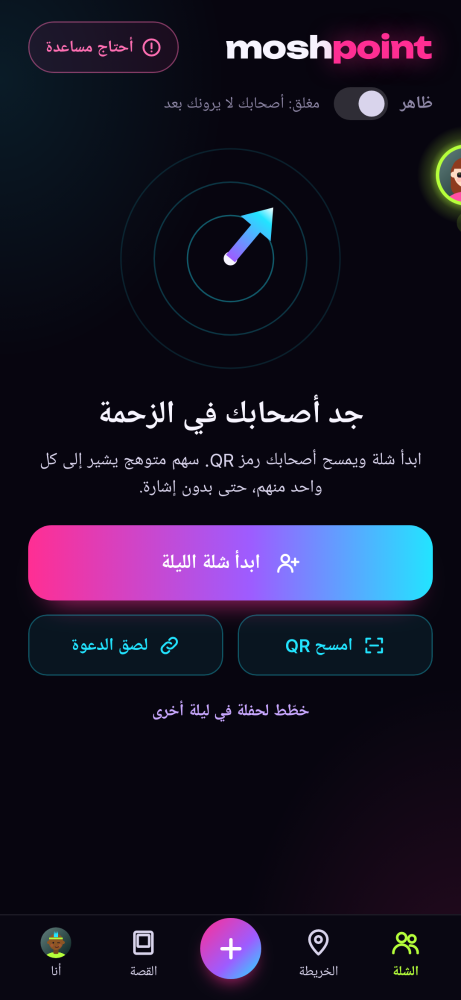 moshpoint
أحتاج مساعدة
ظاهر
مغلق: أصحابك لا يرونك بعد
جد أصحابك في الزحمة
ابدأ شلة ويمسح أصحابك رمز QR. سهم متوهج يشير إلى كل
واحد منهم، حتى بدون إشارة.
ابدأ شلة الليلة
امسح QR
لصق الدعوة
خطّط لحفلة في ليلة أخرى
الشلة
الخريطة
القصة
أنا